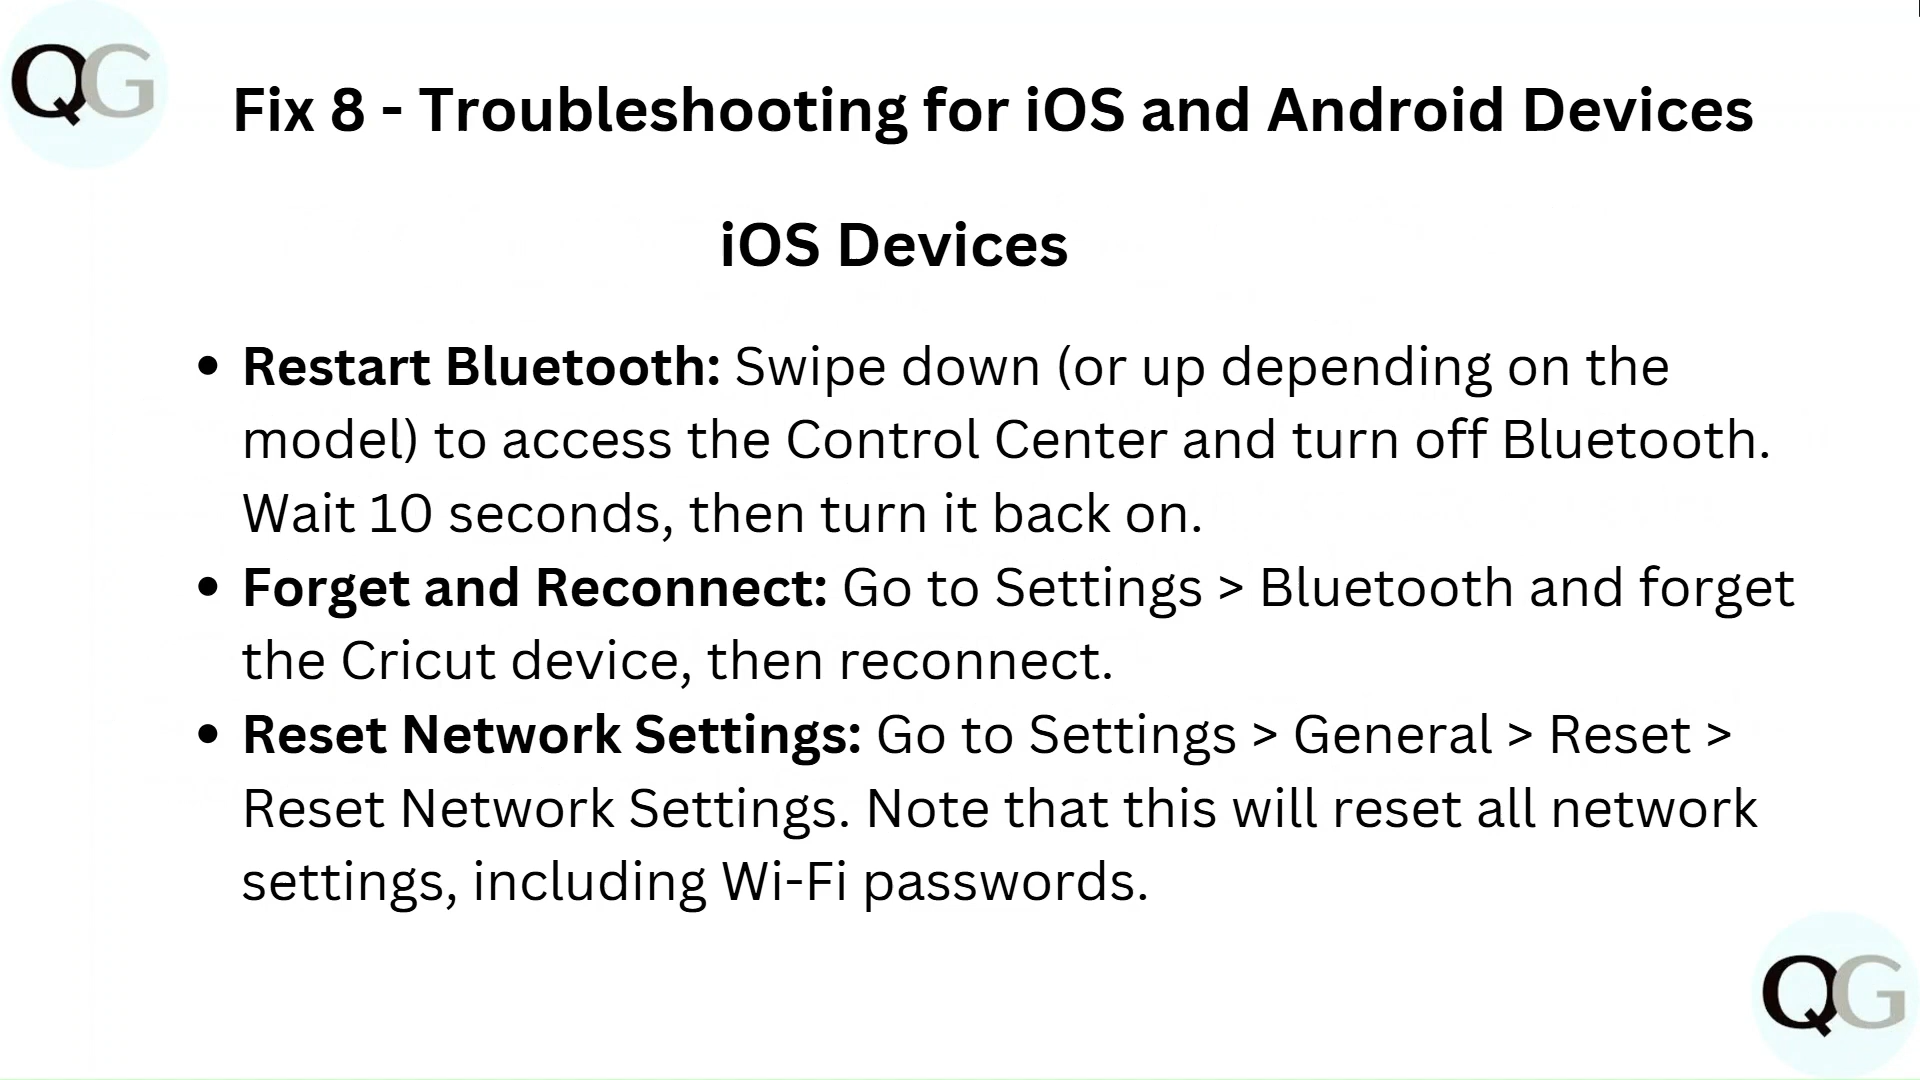 QG
Fix 8 - Troubleshooting for iOS and Android Devices
iOS Devices
• Restart Bluetooth: Swipe down (or up depending on the
model) to access the Control Center and turn off Bluetooth.
Wait 10 seconds, then turn it back on.
• Forget and Reconnect: Go to Settings > Bluetooth and forget
the Cricut device, then reconnect.
• Reset Network Settings: Go to Settings > General > Reset >
Reset Network Settings. Note that this will reset all network
settings, including Wi-Fi passwords.
QG